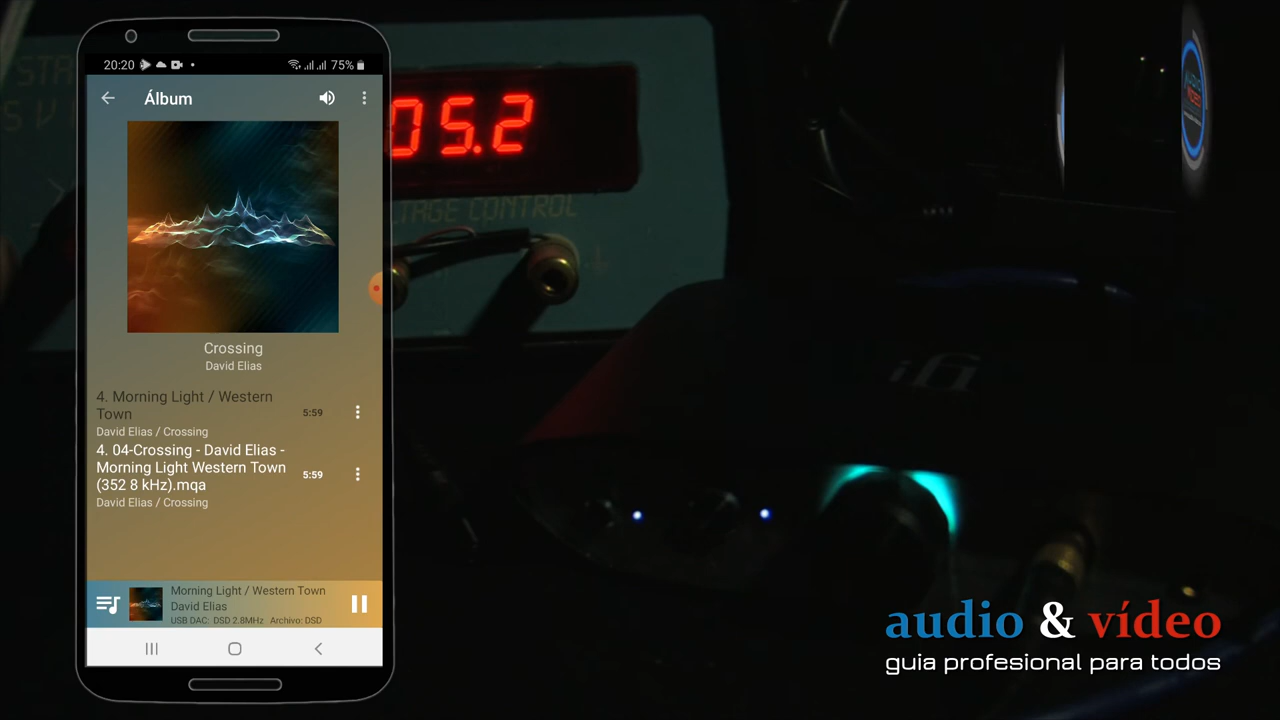 20:20
75%
Álbum
Crossing
David Elias
4. Morning Light / Western
Town
5:59
David Elias / Crossing
4. 04-Crossing - David Elias -
Morning Light Western Town
(352 8 kHz).mqa
5:59
David Elias / Crossing
Morning Light / Western Town
David Elias
USB DAC: DSD 2.8MHz Archivo: DSD
05.2
CONTROL
iFi
AUDIO
VIDEO
audio & vídeo
guia profesional para todos